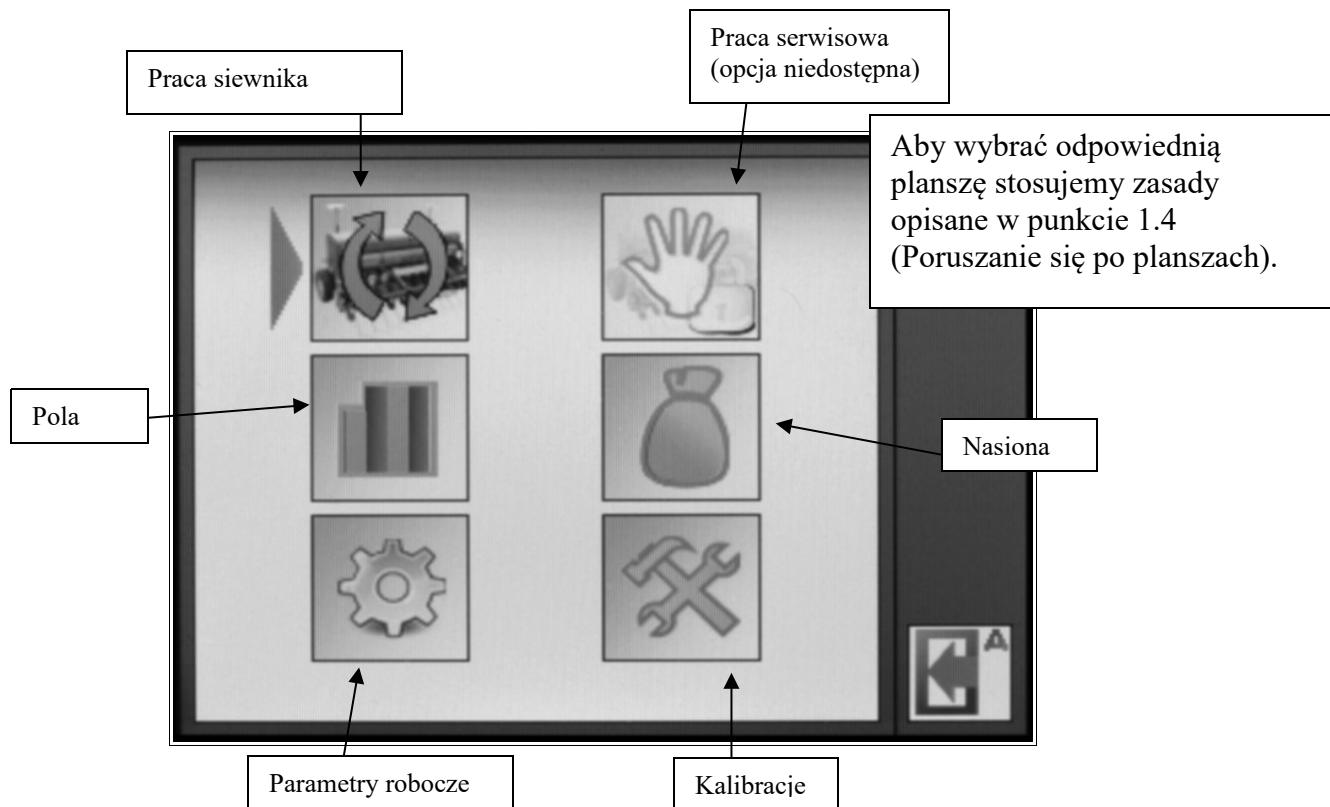 Praca serwisowa
(opcja niedostępna)
Praca siewnika
Aby wybrać odpowiednią
planszę stosujemy zasady
opisane w punkcie 1.4
(Poruszanie się po planszach).
Pola
Nasiona
Parametry robocze
Kalibracje